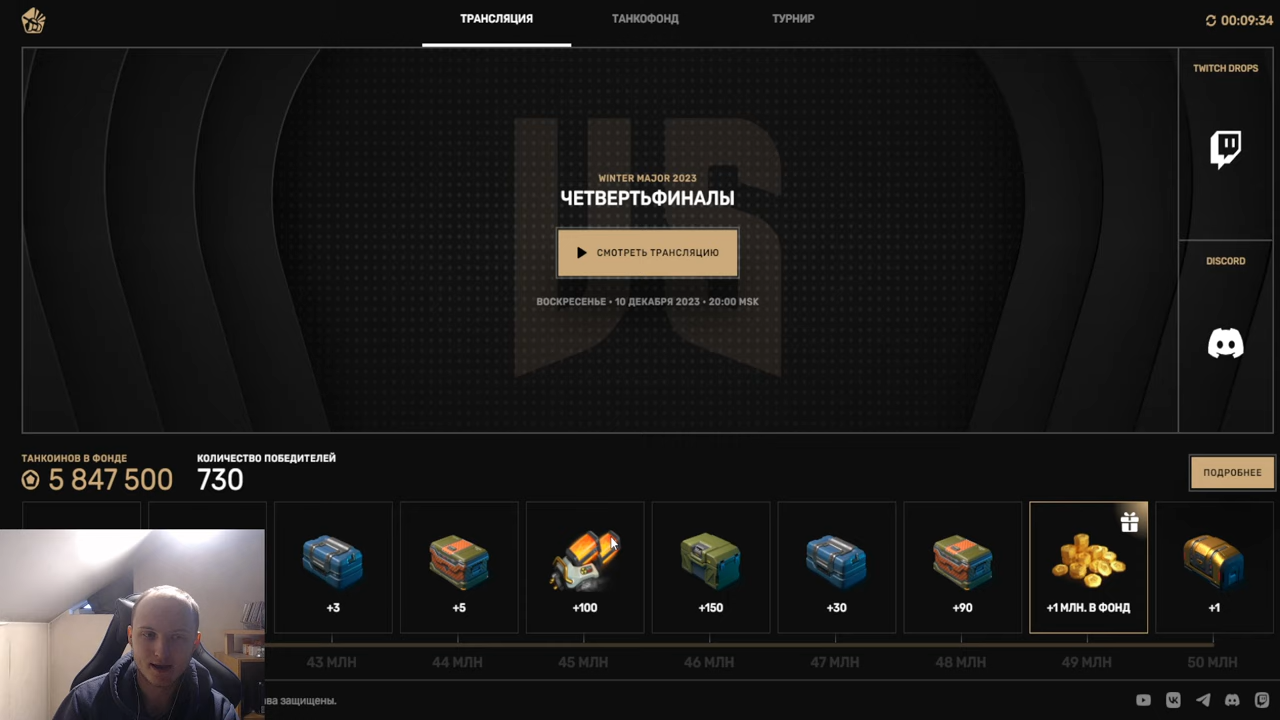 ТРАНСЛЯЦИЯ
ТАНКОФОНД
ТУРНИР
00:09:34
TWITCH DROPS
WINTER MAJOR 2023
ЧЕТВЕРТЬФИНАЛЫ
СМОТРЕТЬ ТРАНСЛЯЦИЮ
ВОСКРЕСЕНЬЕ • 10 ДЕКАБРЯ 2023 • 20:00 MSK
DISCORD
ТАНКОИНОВ В ФОНДЕ
5 847 500
КОЛИЧЕСТВО ПОБЕДИТЕЛЕЙ
730
ПОДРОБНЕЕ
+3
+5
+100
+150
+30
+90
+1 МЛН. В ФОНД
+1
43 МЛН
44 МЛН
45 МЛН
46 МЛН
47 МЛН
48 МЛН
49 МЛН
50 МЛН
ва защищены.